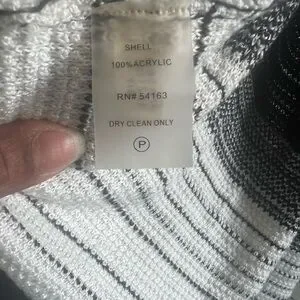 SHELL
100%ACRYLIC
RN# 54163
DRY CLEAN ONLY
P